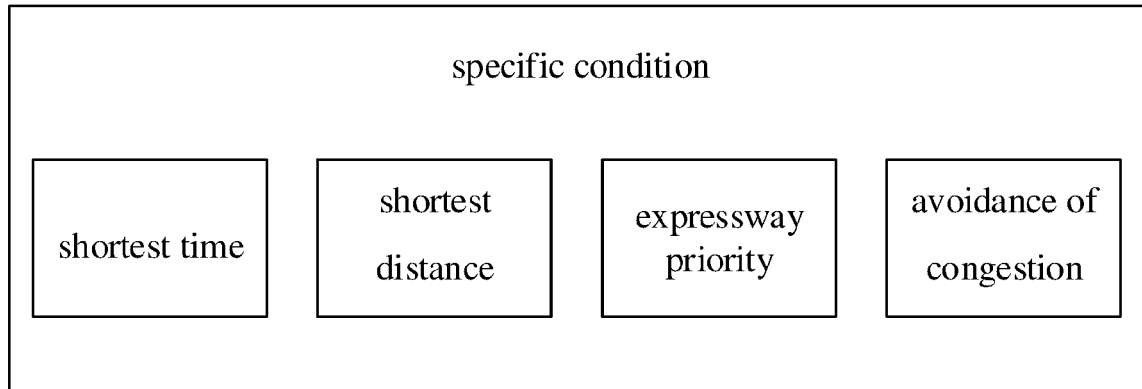 specific condition
shortest time
shortest
distance
expressway
priority
avoidance of
congestion